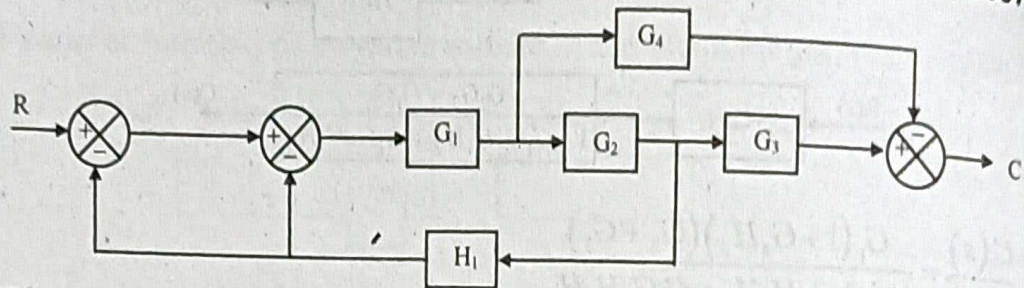 G₄
R
+
−
+
−
G₁
G₂
G₃
−
+
C
H₁